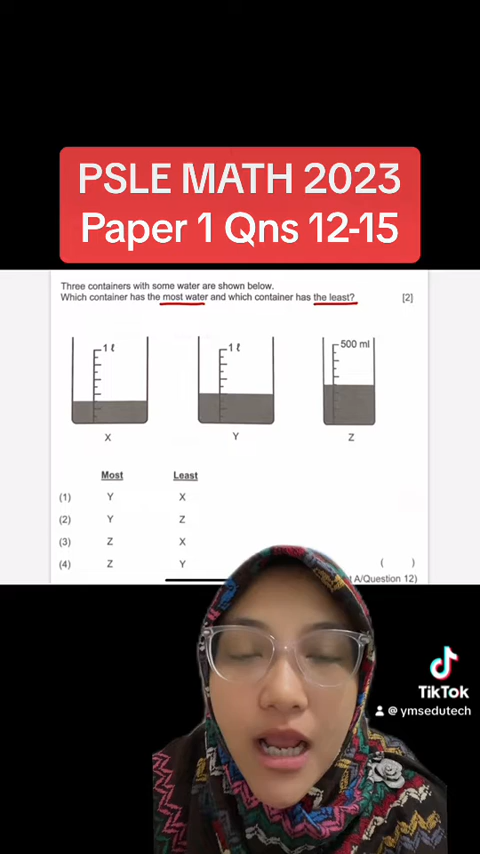 PSLE MATH 2023
Paper 1 Qns 12-15
Three containers with some water are shown below.
Which container has the most water and which container has the least? [2]
1 ℓ 1 ℓ 500 ml
X Y Z
Most Least
(1) Y X
(2) Y Z
(3) Z X
(4) Z Y ( )
t A/Question 12)
TikTok
@ ymsedutech